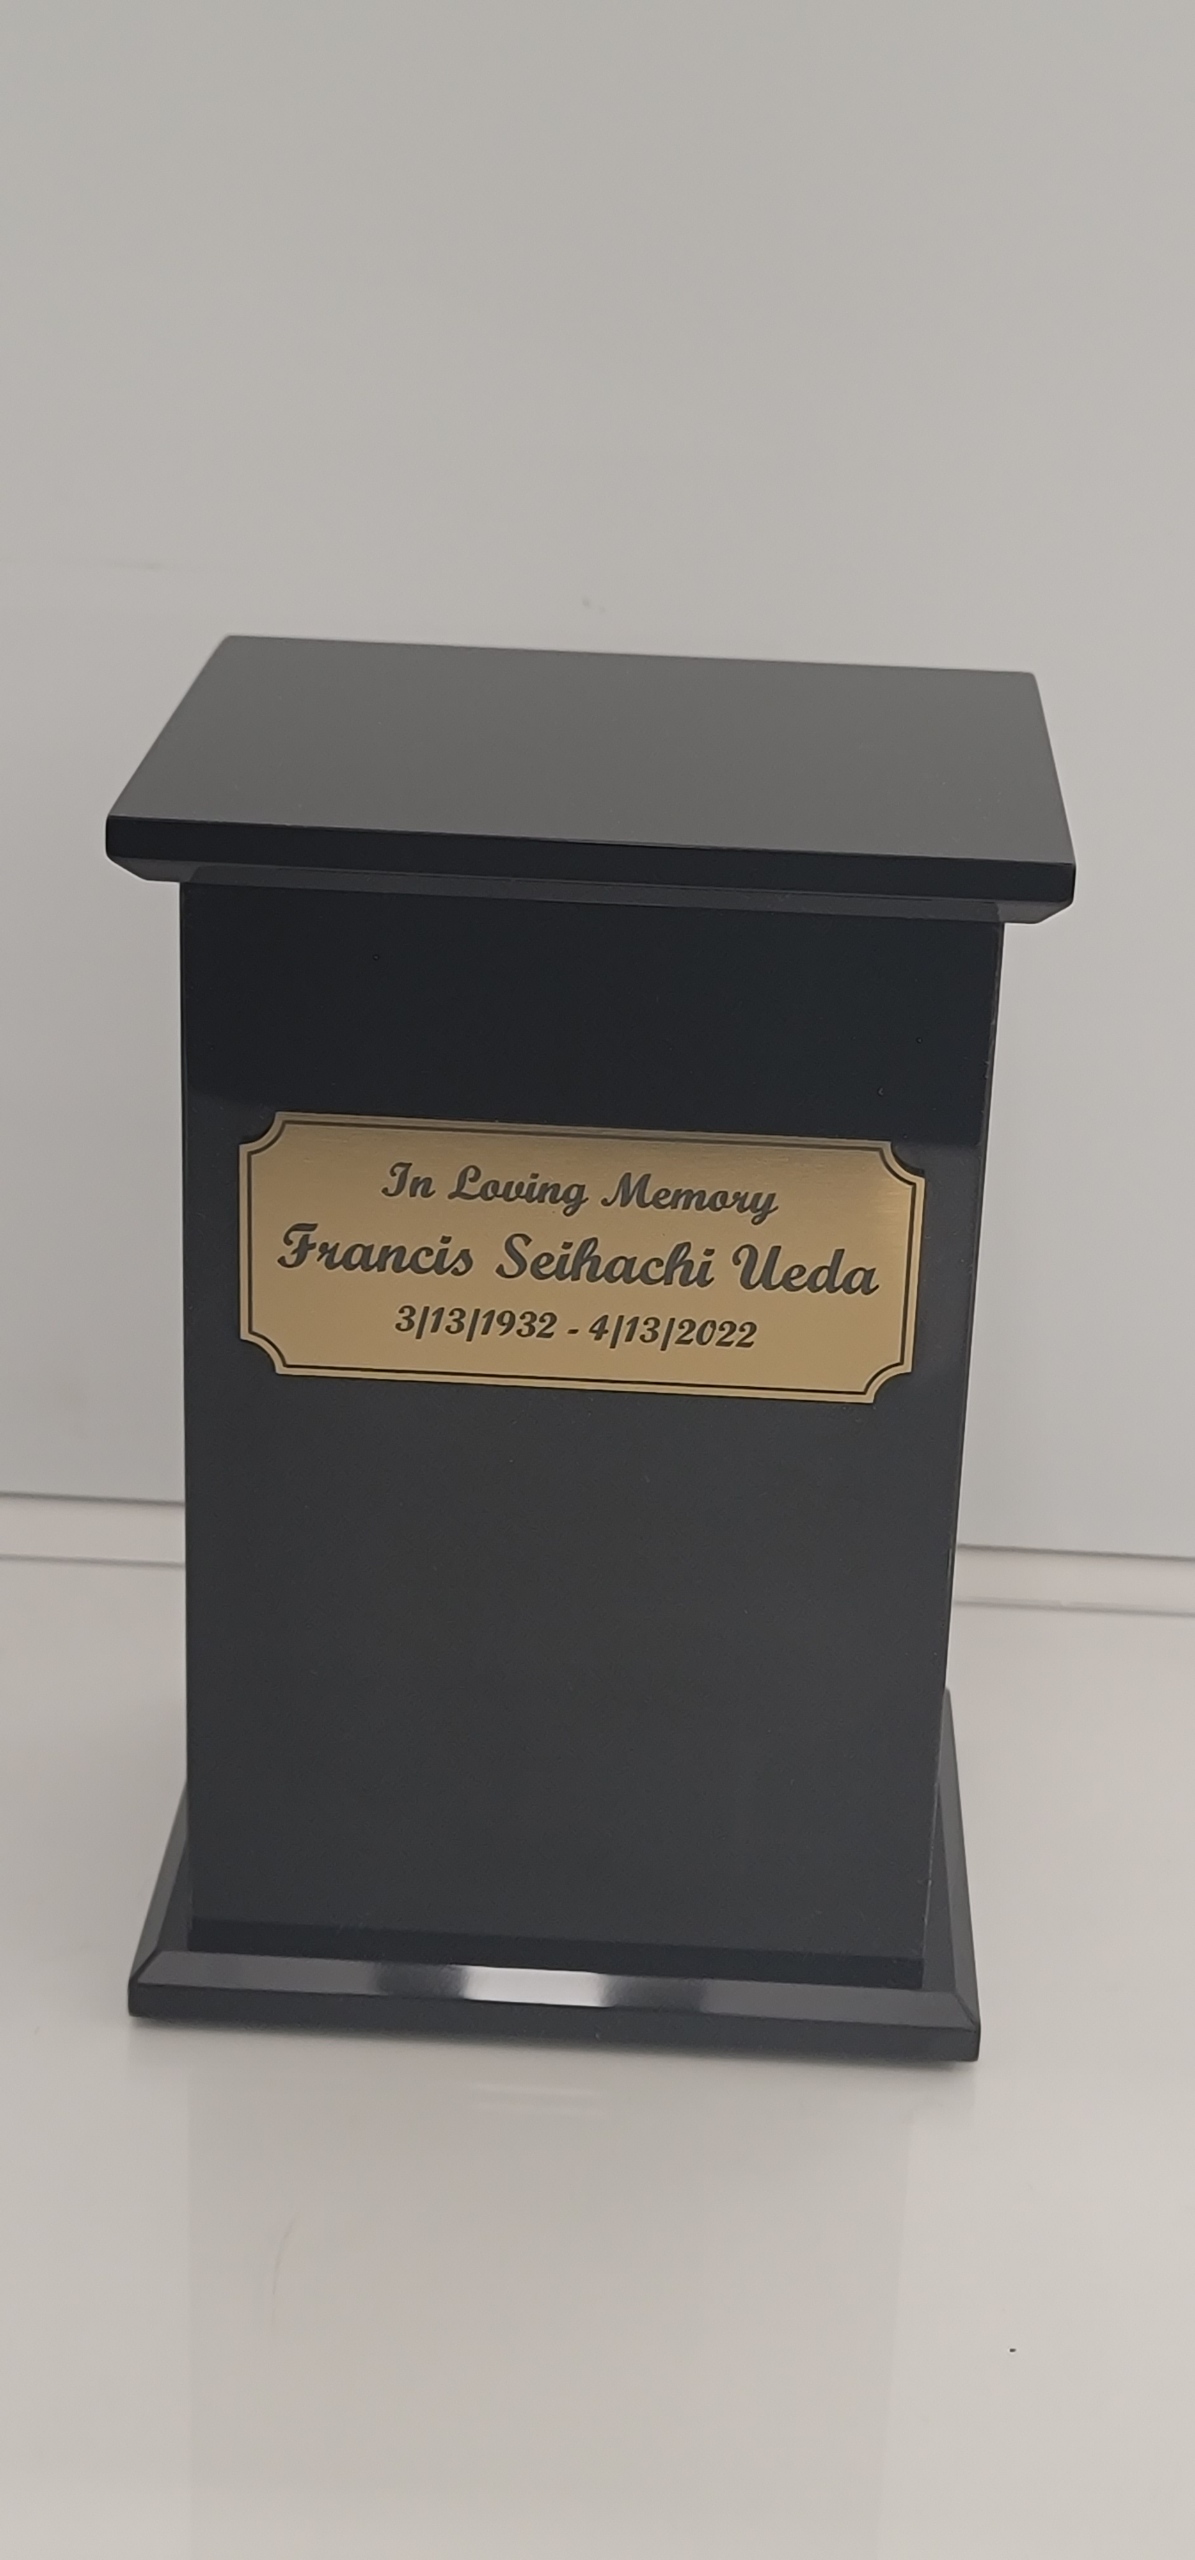 In Loving Memory
Francis Seihachi Ueda
3/13/1932 - 4/13/2022